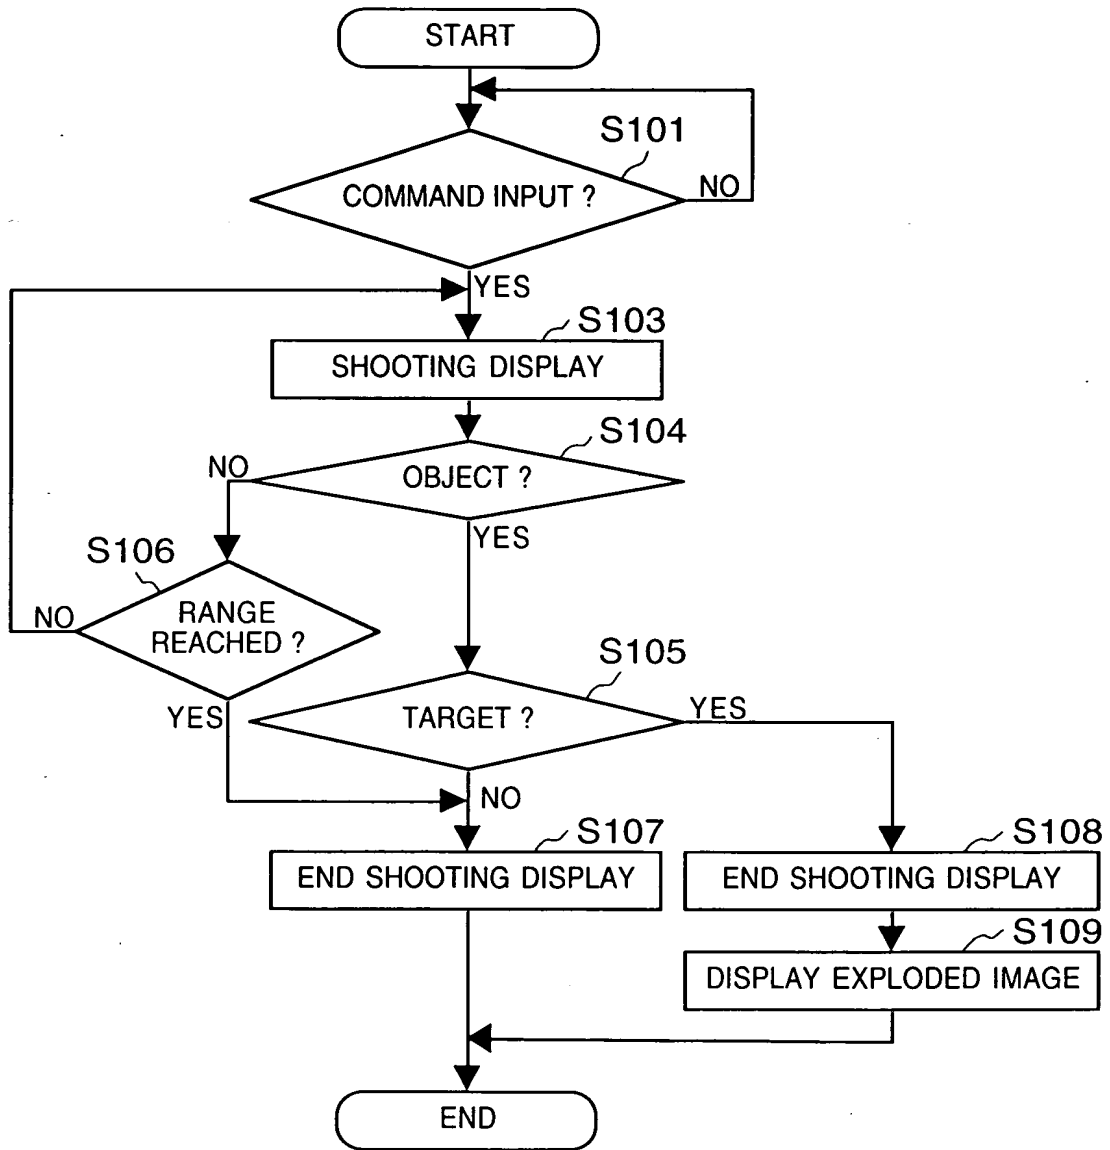 START
S101
COMMAND INPUT ?
NO
YES
S103
SHOOTING DISPLAY
S104
NO
OBJECT ?
YES
S106
NO
RANGE
REACHED ?
S105
YES
TARGET ?
YES
NO
S107
S108
END SHOOTING DISPLAY
END SHOOTING DISPLAY
S109
DISPLAY EXPLODED IMAGE
END